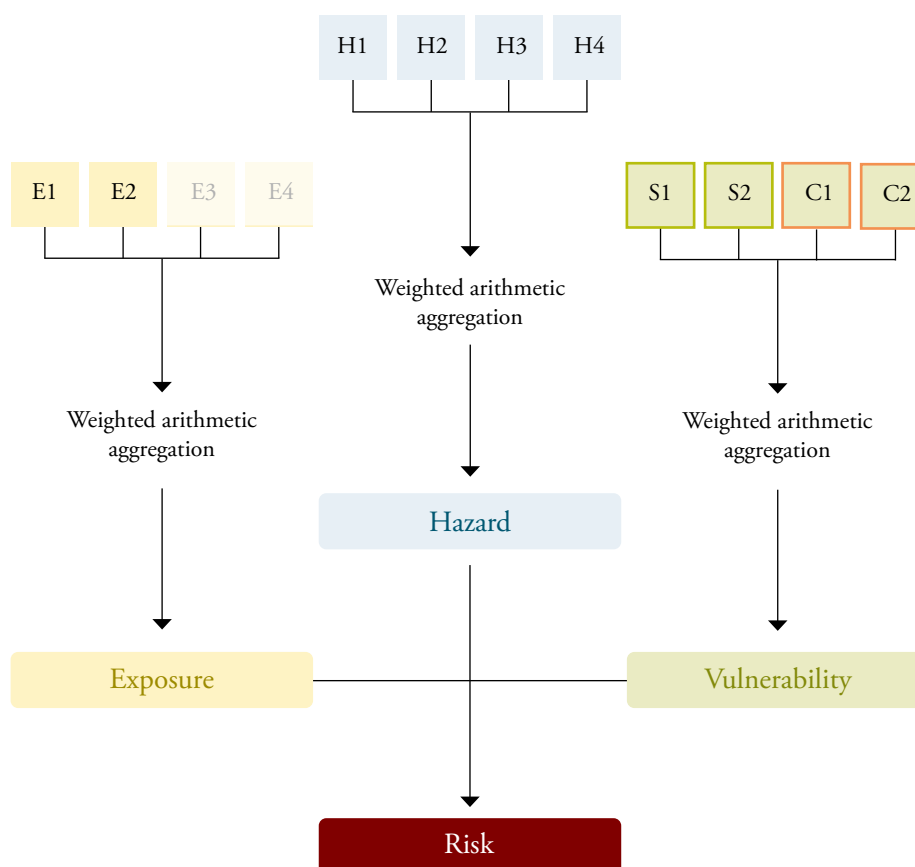 H1 H2 H3 H4
E1 E2 E3 E4
S1 S2 C1 C2
Weighted arithmetic
aggregation
Weighted arithmetic
aggregation
Weighted arithmetic
aggregation
Hazard
Exposure
Vulnerability
Risk